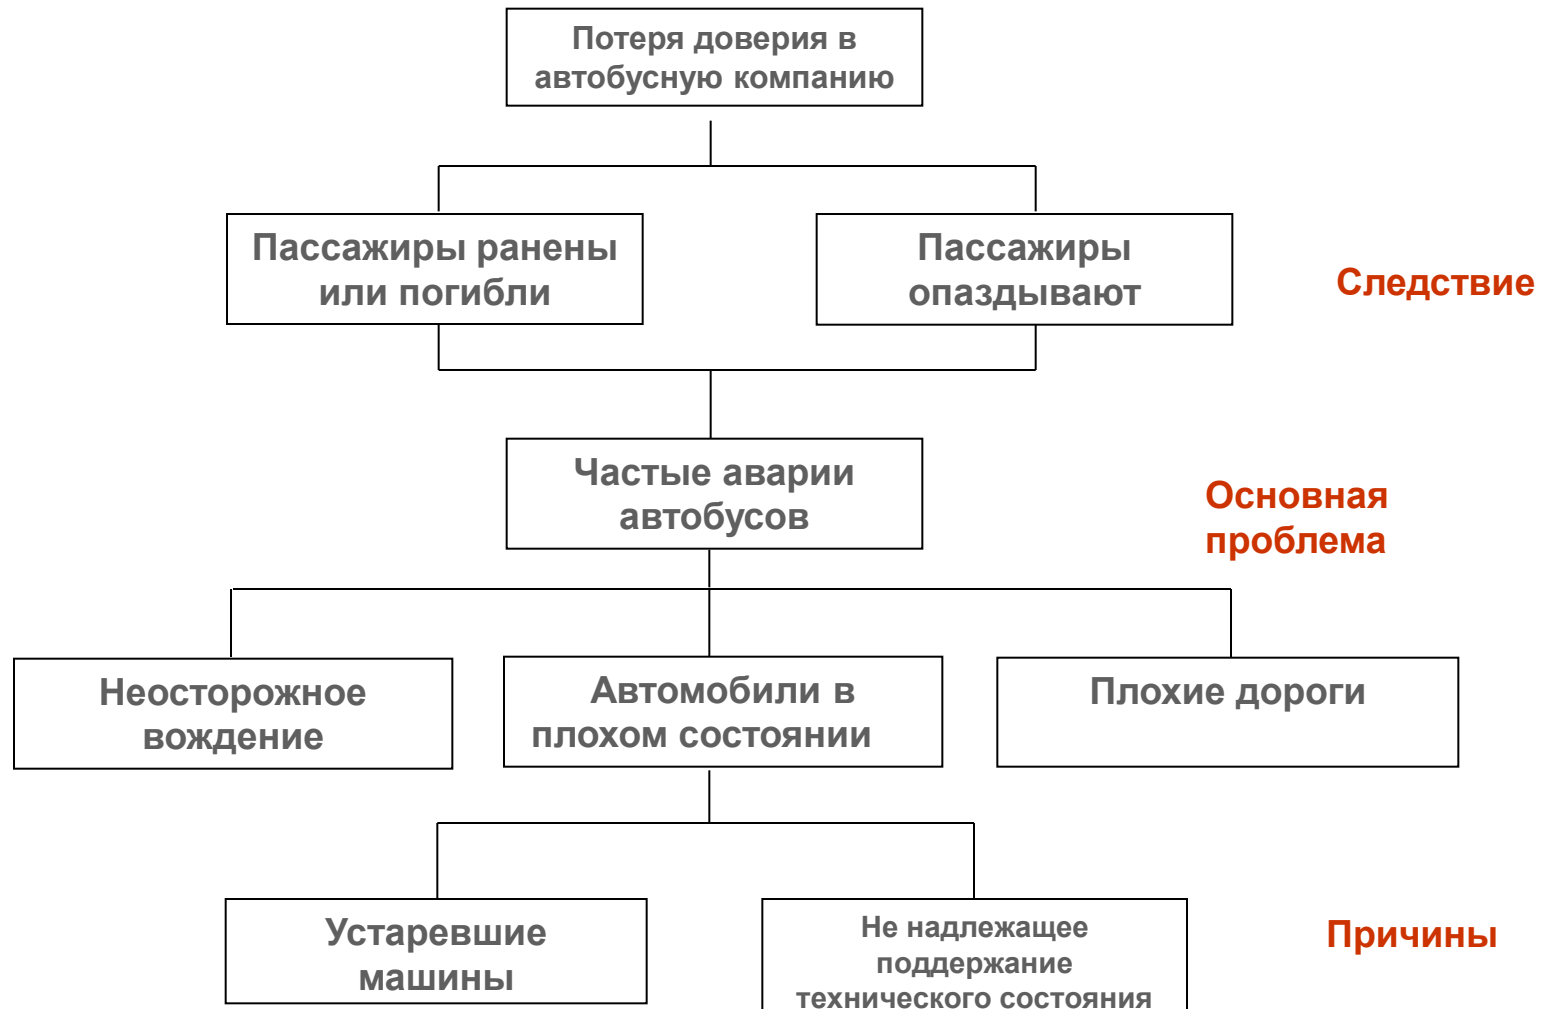 Потеря доверия в
автобусную компанию
Пассажиры ранены
или погибли
Пассажиры
опаздывают
Следствие
Частые аварии
автобусов
Основная
проблема
Неосторожное
вождение
Автомобили в
плохом состоянии
Плохие дороги
Устаревшие
машины
Не надлежащее
поддержание
технического состояния
Причины